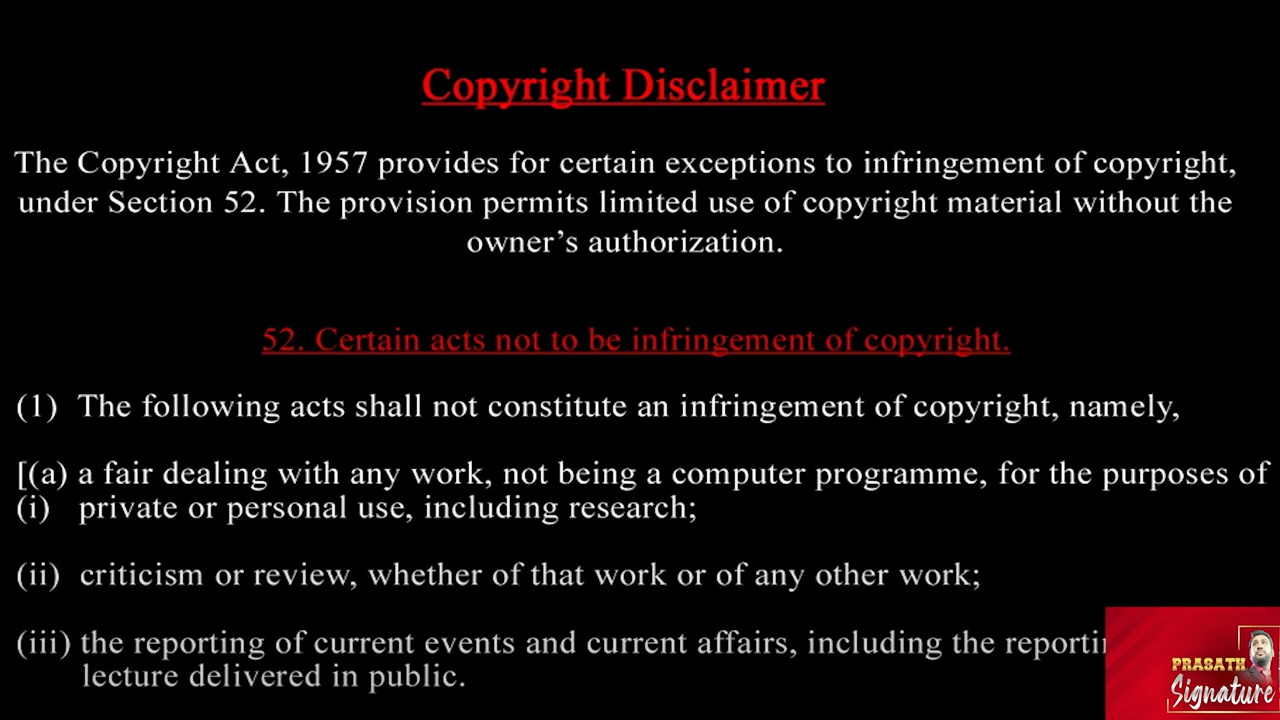 Copyright Disclaimer
The Copyright Act, 1957 provides for certain exceptions to infringement of copyright,
under Section 52. The provision permits limited use of copyright material without the
owner's authorization.
52. Certain acts not to be infringement of copyright.
(1) The following acts shall not constitute an infringement of copyright, namely,
[(a) a fair dealing with any work, not being a computer programme, for the purposes of
(i) private or personal use, including research;
(ii) criticism or review, whether of that work or of any other work;
(iii) the reporting of current events and current affairs, including the
lecture delivered in public.
PRASATH
Signature